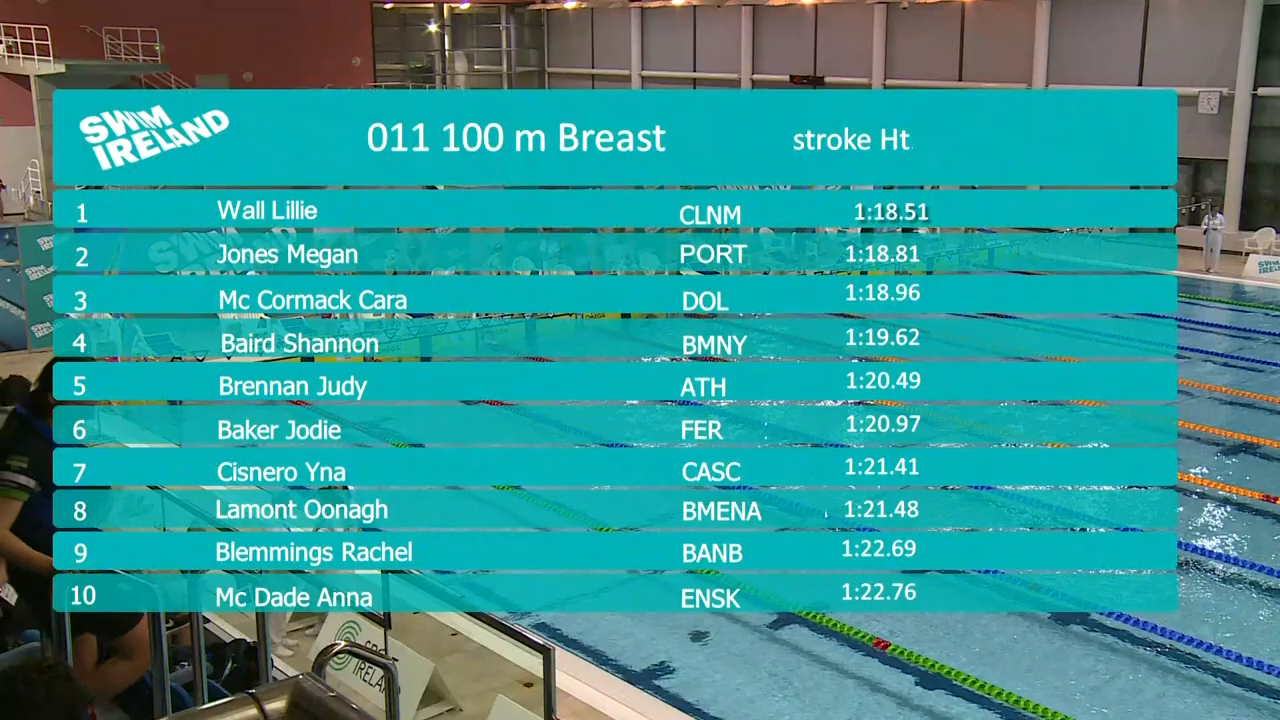 SWIM IRELAND
011 100 m Breast stroke Ht
1 Wall Lillie CLNM 1:18.51
2 Jones Megan PORT 1:18.81
3 Mc Cormack Cara DOL 1:18.96
4 Baird Shannon BMNY 1:19.62
5 Brennan Judy ATH 1:20.49
6 Baker Jodie FER 1:20.97
7 Cisnero Yna CASC 1:21.41
8 Lamont Oonagh BMENA 1:21.48
9 Blemmings Rachel BANB 1:22.69
10 Mc Dade Anna ENSK 1:22.76
SPORT
IRELAND